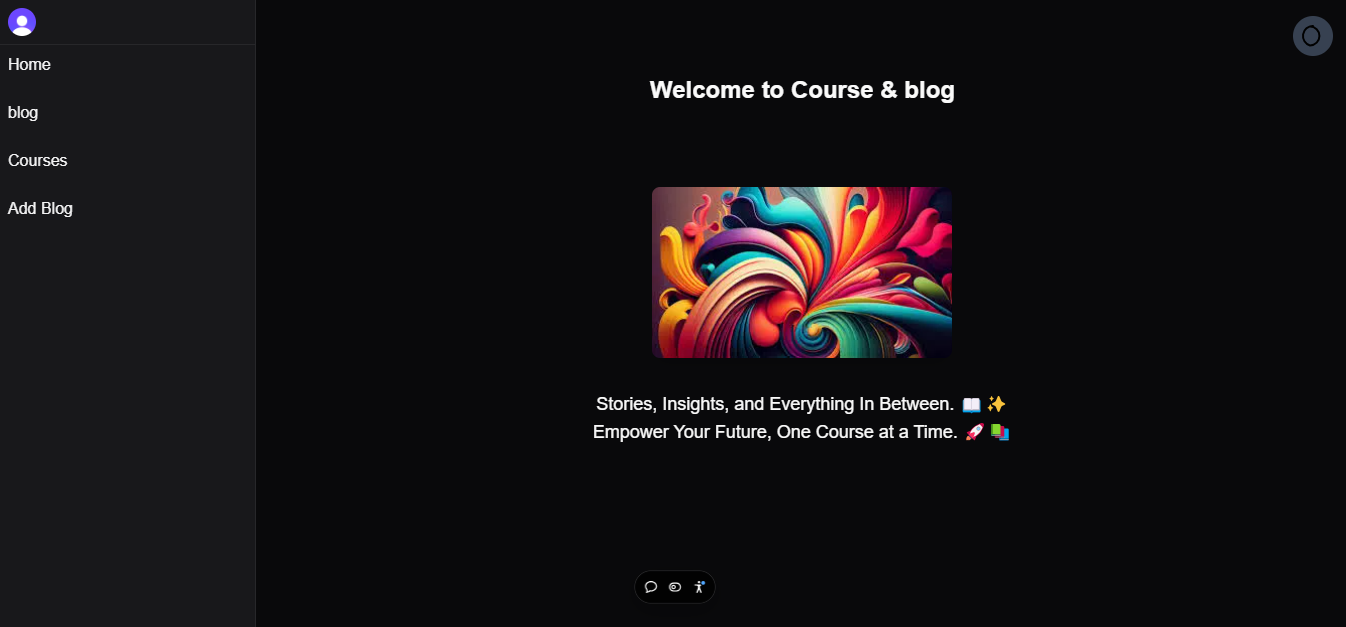 Home
blog
Courses
Add Blog
Welcome to Course & blog
Stories, Insights, and Everything In Between. 📖 ✨
Empower Your Future, One Course at a Time. 🚀 📚